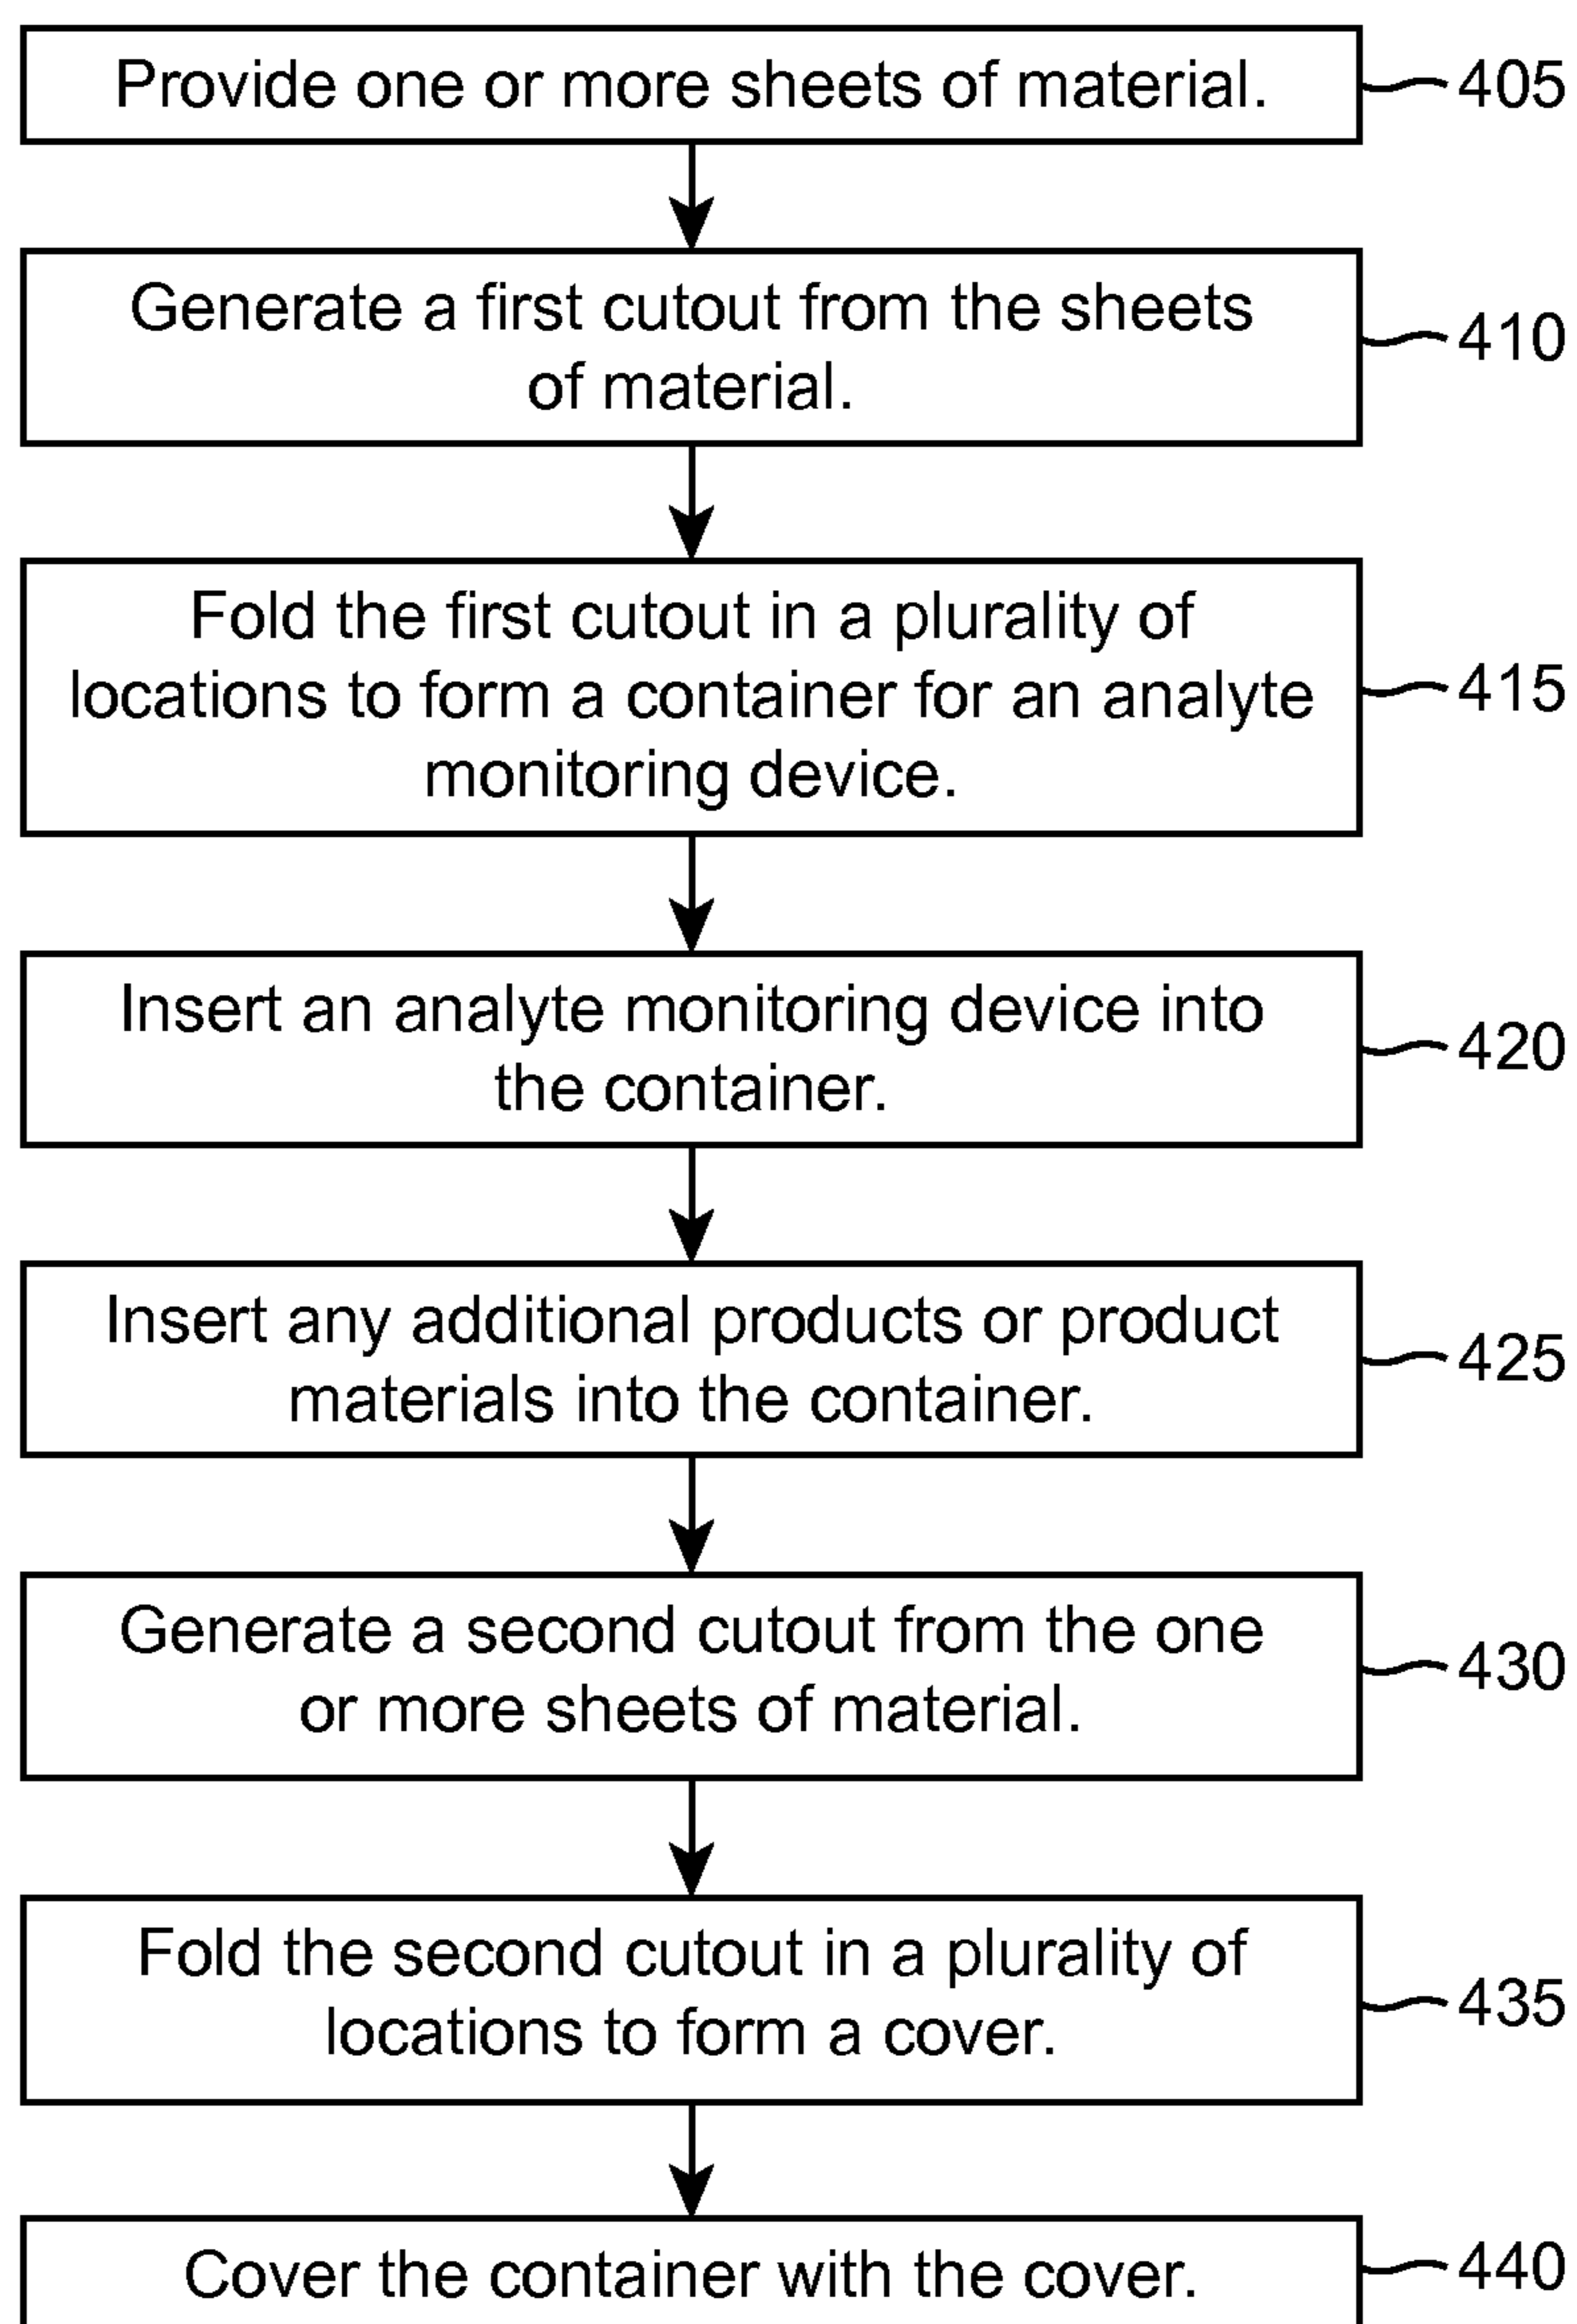 Provide one or more sheets of material.
405
Generate a first cutout from the sheets
of material.
410
Fold the first cutout in a plurality of
locations to form a container for an analyte
monitoring device.
415
Insert an analyte monitoring device into
the container.
420
Insert any additional products or product
materials into the container.
425
Generate a second cutout from the one
or more sheets of material.
430
Fold the second cutout in a plurality of
locations to form a cover.
435
Cover the container with the cover.
440